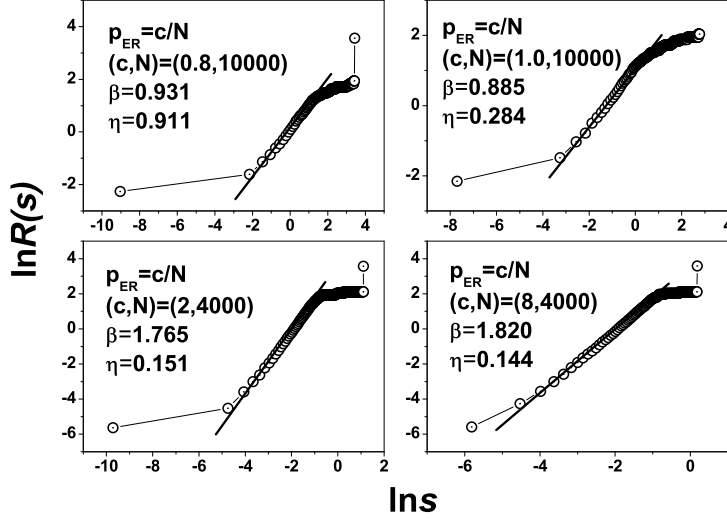 lnR(s)
p_ER=c/N
(c,N)=(0.8,10000)
β=0.931
η=0.911
4
2
0
-2
-10 -8 -6 -4 -2 0 2 4
p_ER=c/N
(c,N)=(1.0,10000)
β=0.885
η=0.284
2
0
-2
-8 -6 -4 -2 0 2 4
p_ER=c/N
(c,N)=(2,4000)
β=1.765
η=0.151
4
2
0
-2
-4
-6
-10 -8 -6 -4 -2 0 2
p_ER=c/N
(c,N)=(8,4000)
β=1.820
η=0.144
4
2
0
-2
-4
-6
-6 -4 -2 0
lns